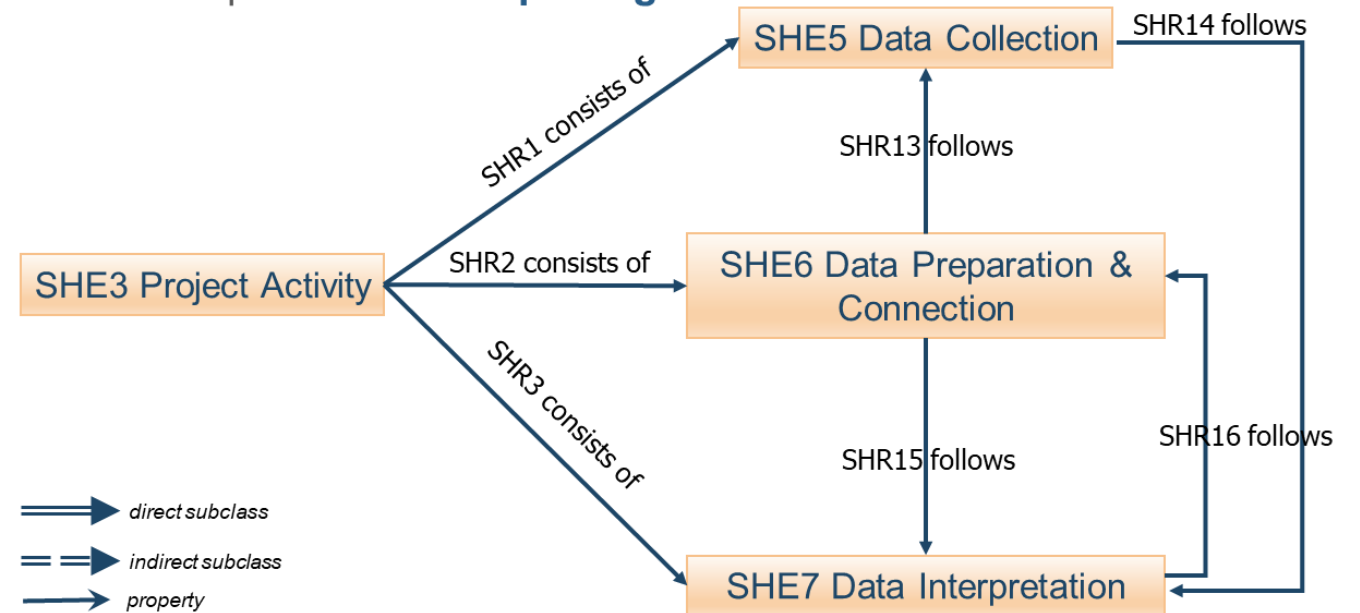 SHE5 Data Collection
SHR14 follows
SHR1 consists of
SHR13 follows
SHE3 Project Activity
SHR2 consists of
SHE6 Data Preparation &
Connection
SHR3 consists of
SHR15 follows
SHR16 follows
direct subclass
indirect subclass
property
SHE7 Data Interpretation